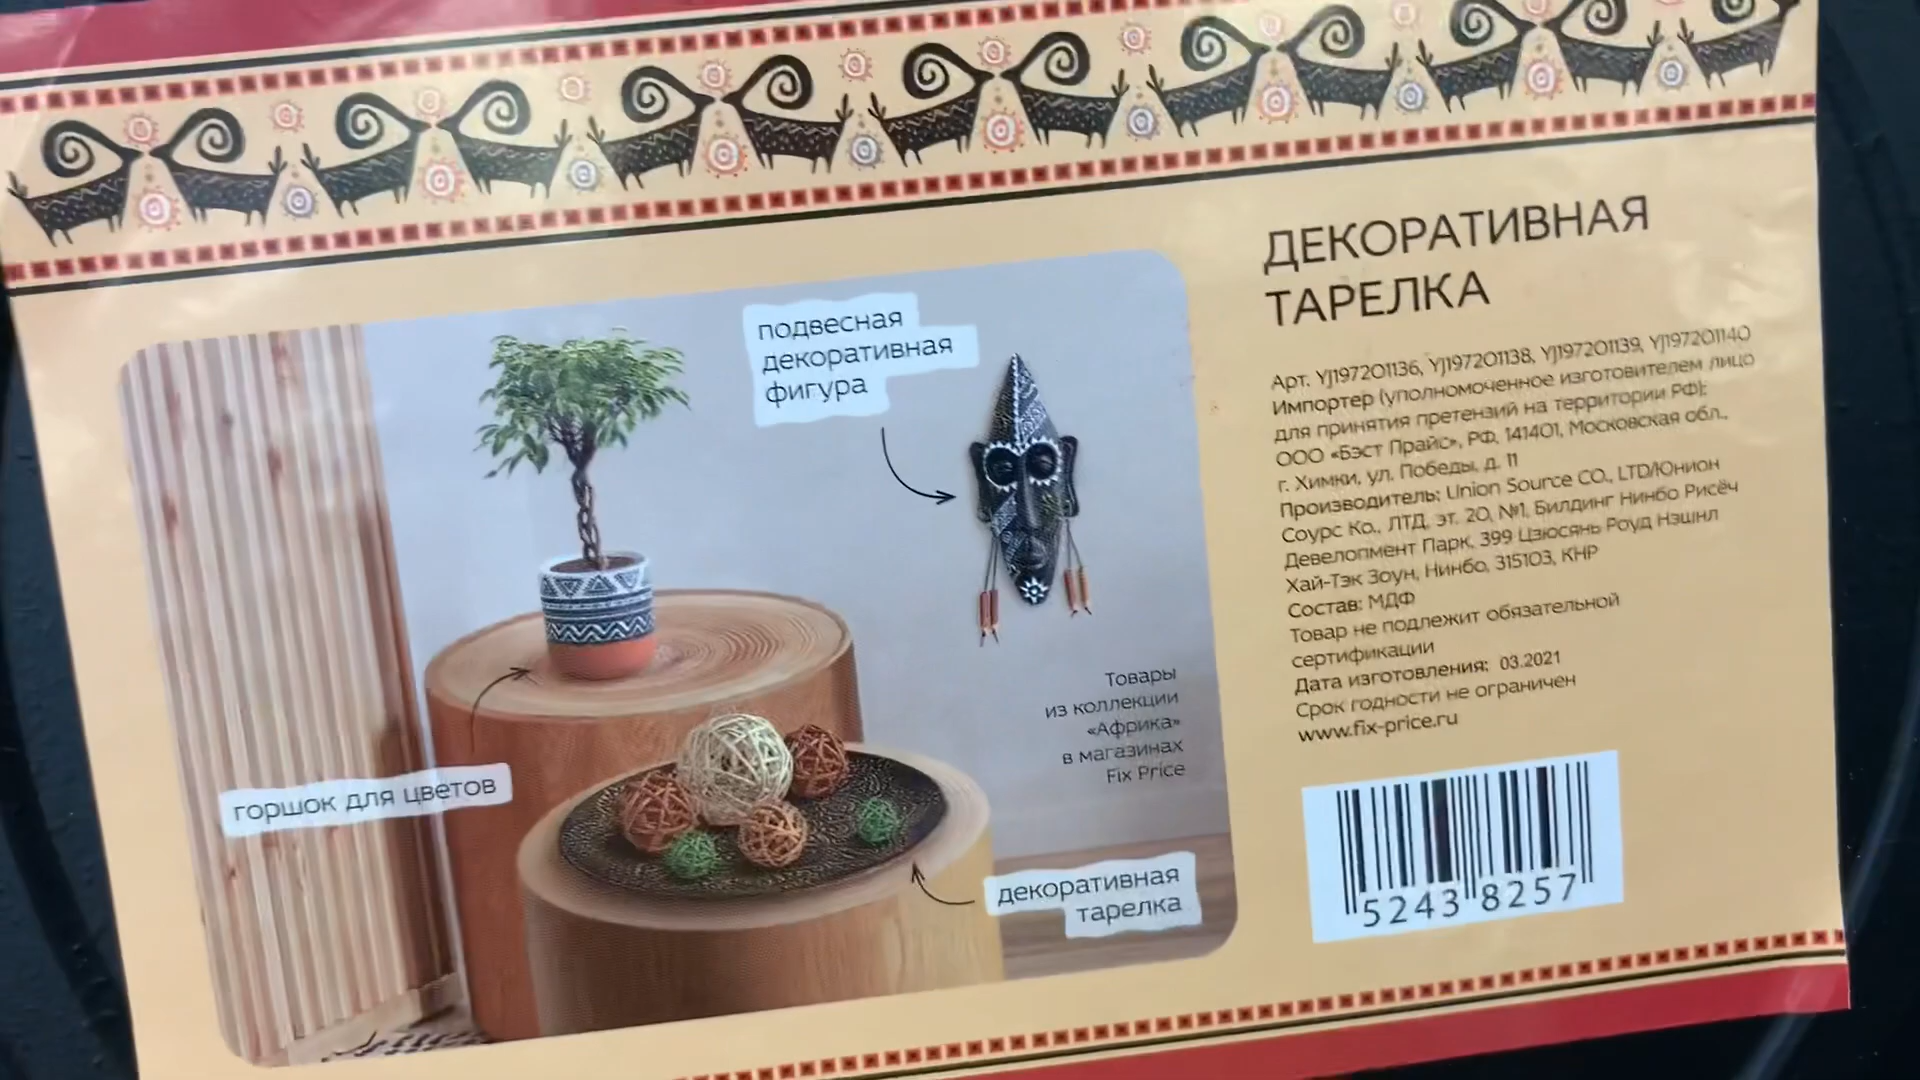 подвесная
декоративная
фигура
горшок для цветов
Товары
из коллекции
«Африка»
в магазинах
Fix Price
декоративная
тарелка
ДЕКОРАТИВНАЯ
ТАРЕЛКА
Арт. YJ197201136, YJ197201138, YJ197201139, YJ197201140
Импортер (уполномоченное изготовителем лицо
для принятия претензий на территории РФ):
ООО «Бэст Прайс», РФ, 141401, Московская обл.,
г. Химки, ул. Победы, д. 11
Производитель: Union Source CO., LTD/Юнион
Соурс Ко., ЛТД, эт. 20, №1, Билдинг Нинбо Рисёч
Девелопмент Парк, 399 Цзюсянь Роуд Нэшнл
Хай-Тэк Зоун, Нинбо, 315103, КНР
Состав: МДФ
Товар не подлежит обязательной
сертификации
Дата изготовления: 03.2021
Срок годности не ограничен
www.fix-price.ru
5243 8257